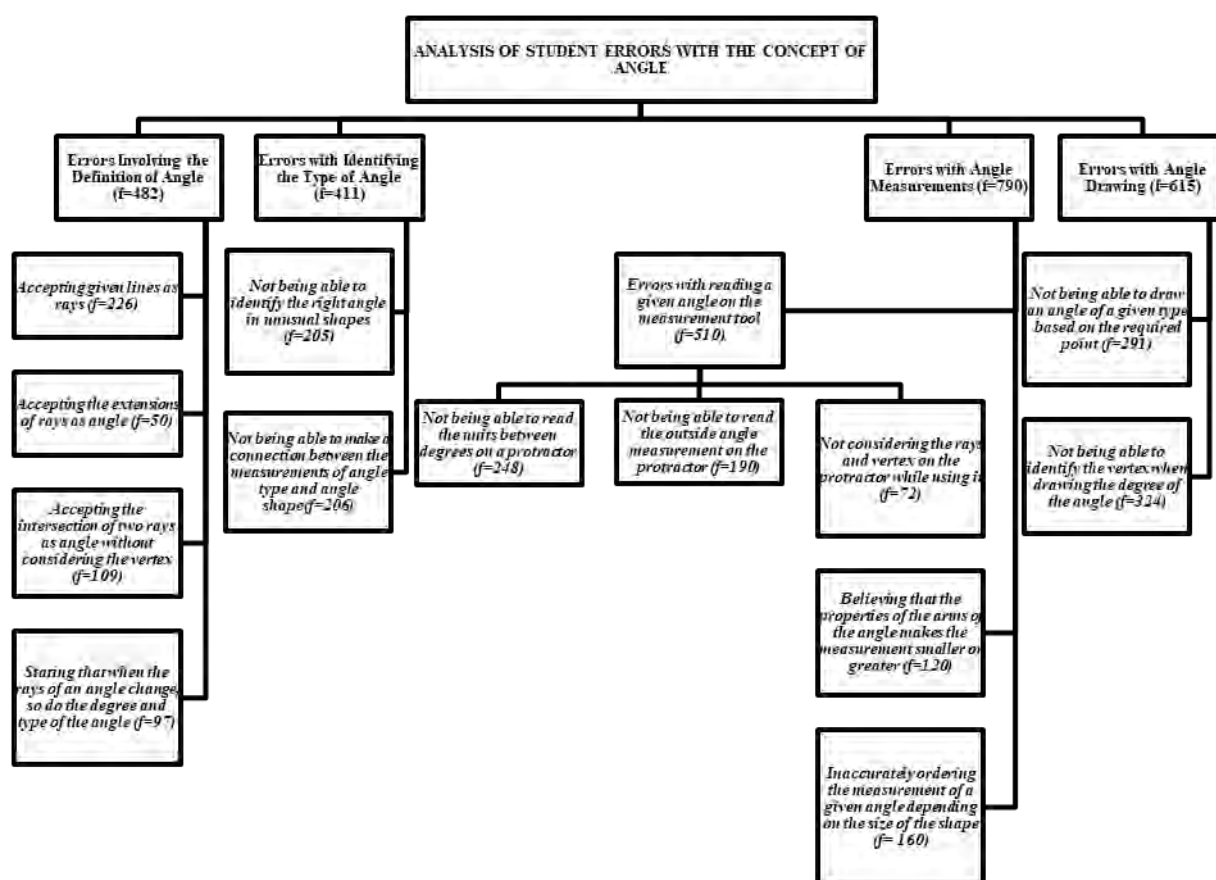 ANALYSIS OF STUDENT ERRORS WITH THE CONCEPT OF
ANGLE
Errors Involving the
Definition of Angle
(f=482)
Errors with Identifying
the Type of Angle
(f=411)
Errors with Angle
Measurements (f=790)
Errors with Angle
Drawing (f=615)
Accepting given lines as
rays (f=226)
Accepting the extensions
of rays as angle (f=50)
Accepting the
intersection of two rays
as angle without
considering the vertex
(f=109)
Staring that when the
rays of an angle change,
so do the degree and
type of the angle (f=97)
Not being able to
identify the right angle
in unusual shapes
(f=205)
Not being able to make a
connection between the
measurements of angle
type and angle
shape(f=206)
Errors with reading a
given angle on the
measurement tool
(f=510).
Not being able to read
the units between
degrees on a protractor
(f=248)
Not being able to read
the outside angle
measurement on the
protractor (f=190)
Not considering the rays
and vertex on the
protractor while using it
(f=72)
Believing that the
properties of the arms of
the angle makes the
measurement smaller or
greater (f=120)
Inaccurately ordering
the measurement of a
given angle depending
on the size of the shape
(f= 160)
Not being able to draw
an angle of a given type
based on the required
point (f=291)
Not being able to
identify the vertex when
drawing the degree of
the angle (f=324)